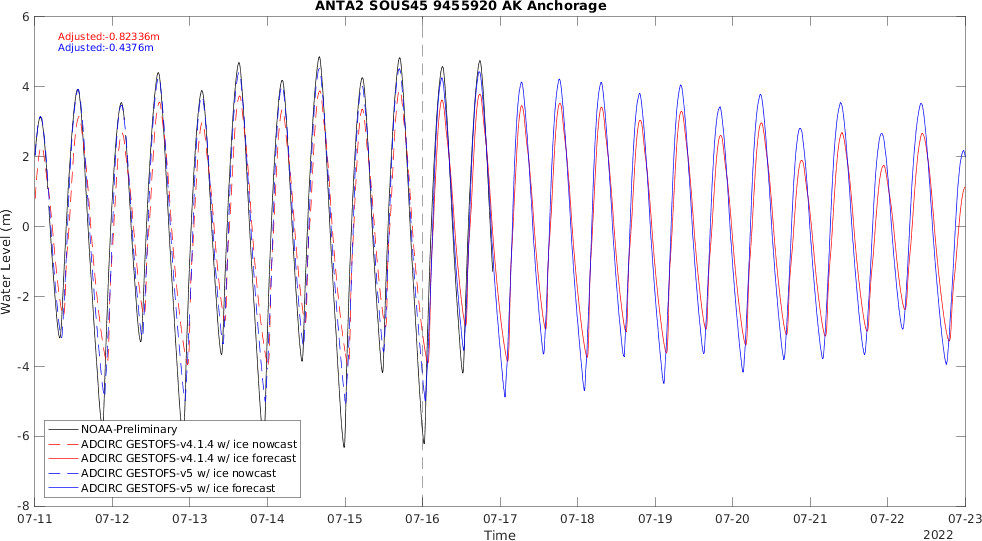 ANTA2 SOUS45 9455920 AK Anchorage
Adjusted:-0.82336m
Adjusted:-0.4376m
6
4
2
0
-2
-4
-6
-8
Water Level (m)
NOAA-Preliminary
ADCIRC GESTOFS-v4.1.4 w/ ice nowcast
ADCIRC GESTOFS-v4.1.4 w/ ice forecast
ADCIRC GESTOFS-v5 w/ ice nowcast
ADCIRC GESTOFS-v5 w/ ice forecast
07-11 07-12 07-13 07-14 07-15 07-16 07-17 07-18 07-19 07-20 07-21 07-22 07-23
Time
2022